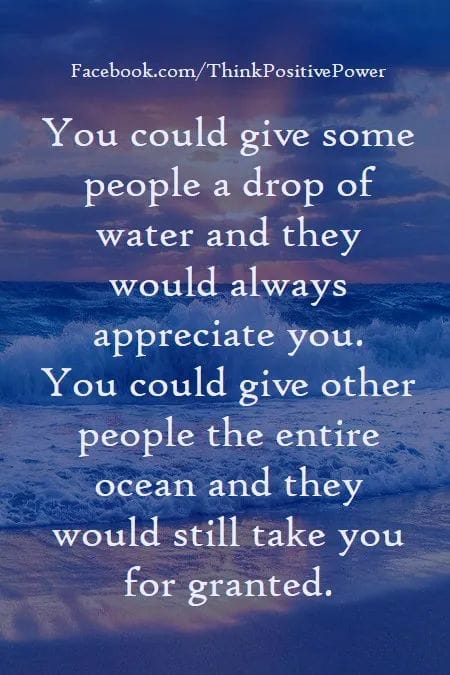 Facebook.com/ThinkPositivePower
You could give some
people a drop of
water and they
would always
appreciate you.
You could give other
people the entire
ocean and they
would still take you
for granted.